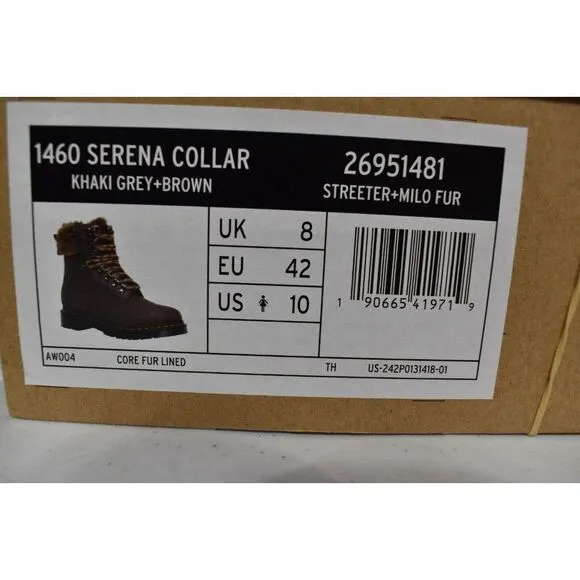 1460 SERENA COLLAR
KHAKI GREY+BROWN
26951481
STREETER+MILO FUR
UK 8
EU 42
US 10
1 90665 41971 9
AW004 CORE FUR LINED TH US-242P0131418-01